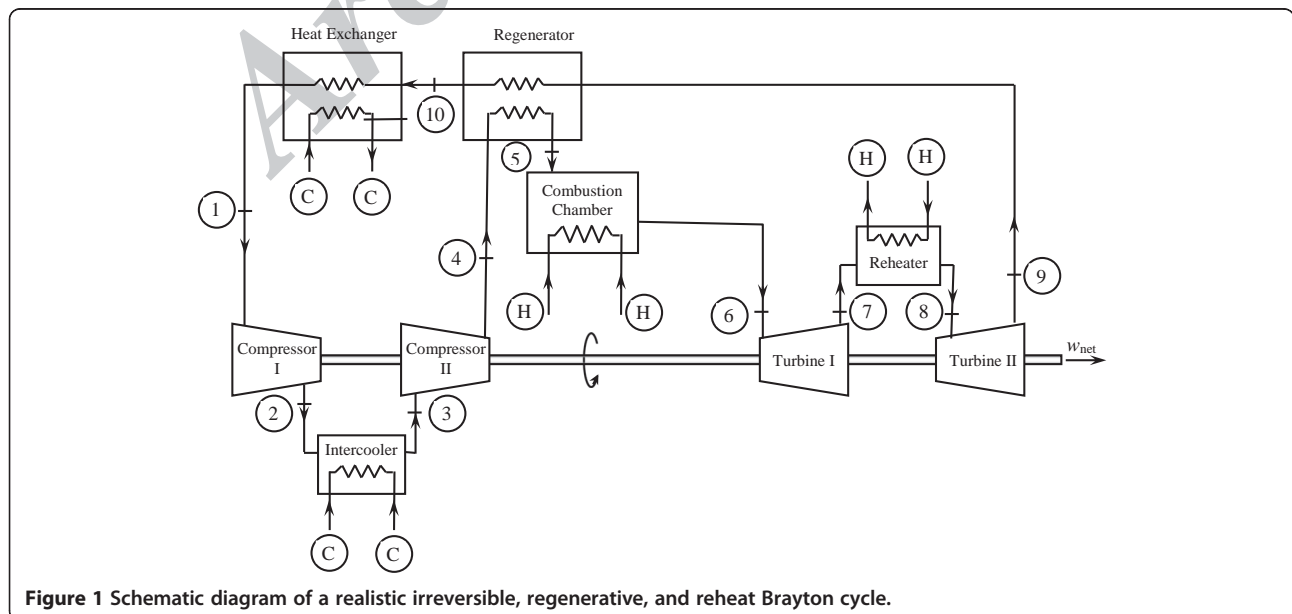 Heat Exchanger
Regenerator
10
5
C
C
1
Combustion
Chamber
H
H
4
Reheater
9
H
H
6
7
8
Compressor
I
Compressor
II
Turbine I
Turbine II
wnet
2
3
Intercooler
C
C
Figure 1 Schematic diagram of a realistic irreversible, regenerative, and reheat Brayton cycle.